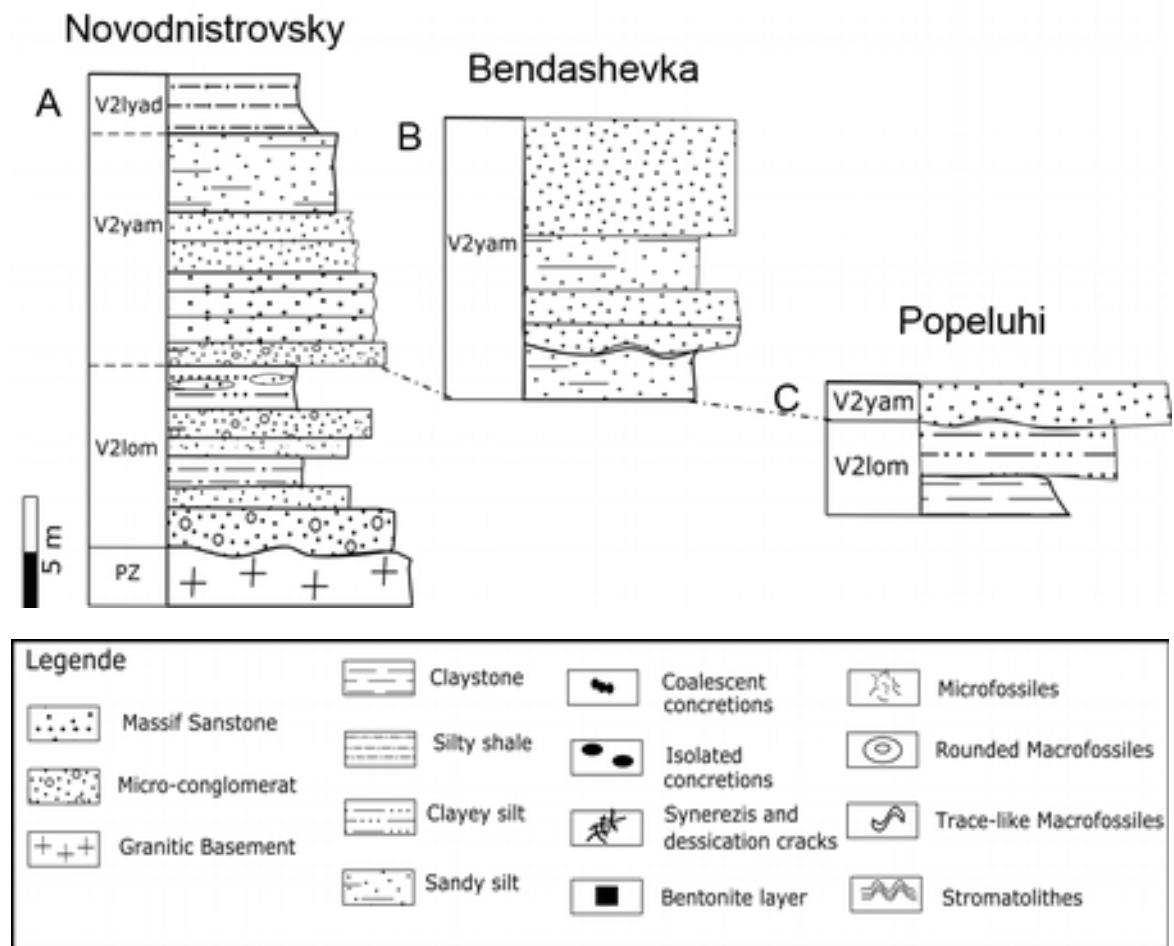 Novodnistrovsky
A
V2lyad
V2yam
V2lom
PZ
5 m
Bendashevka
B
V2yam
Popeluhi
C
V2yam
V2lom
Legende
Massif Sanstone
Micro-conglomerat
Granitic Basement
Claystone
Silty shale
Clayey silt
Sandy silt
Coalescent
concretions
Isolated
concretions
Synerezis and
dessication cracks
Bentonite layer
Microfossiles
Rounded Macrofossiles
Trace-like Macrofossiles
Stromatolithes